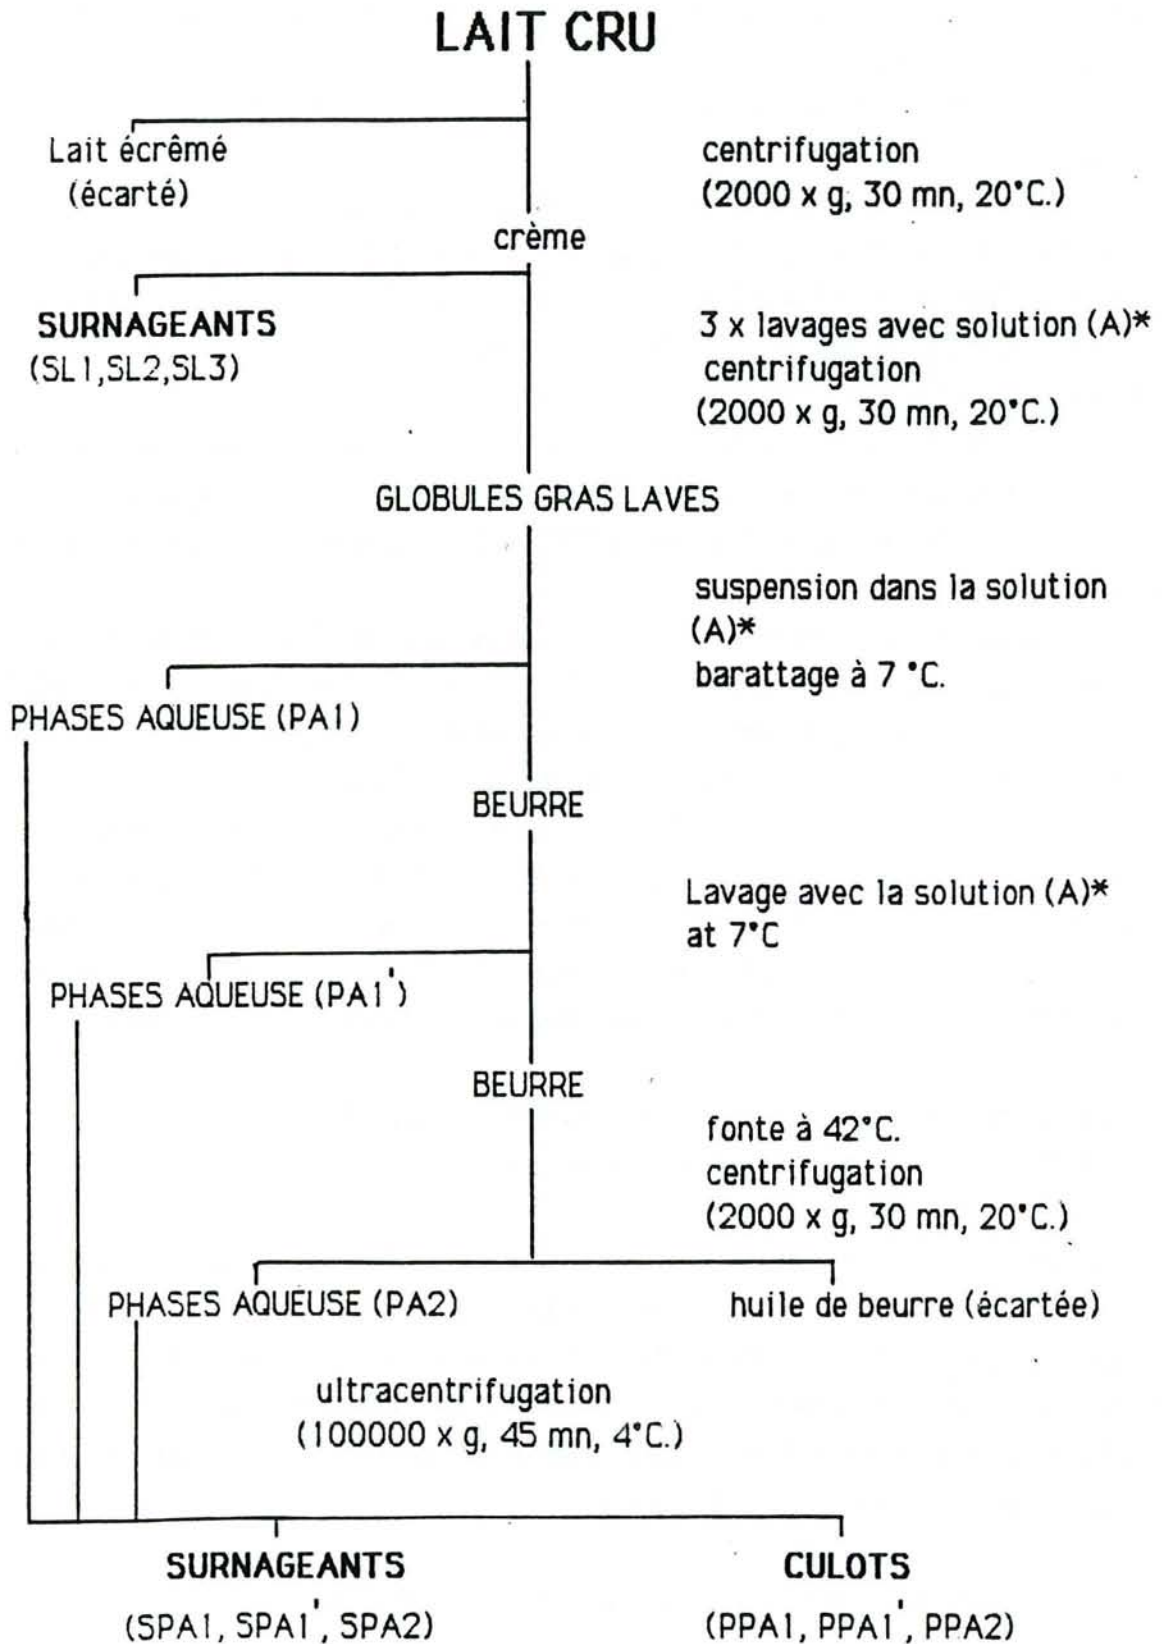 LAIT CRU
Lait écrêmé
(écarté)
centrifugation
(2000 x g, 30 mn, 20°C.)
crème
SURNAGEANTS
(SL1,SL2,SL3)
3 x lavages avec solution (A)*
centrifugation
(2000 x g, 30 mn, 20°C.)
GLOBULES GRAS LAVES
suspension dans la solution
(A)*
barattage à 7 °C.
PHASES AQUEUSE (PA1)
BEURRE
Lavage avec la solution (A)*
at 7°C
PHASES AQUEUSE (PA1')
BEURRE
fonte à 42°C.
centrifugation
(2000 x g, 30 mn, 20°C.)
PHASES AQUEUSE (PA2)
huile de beurre (écartée)
ultracentrifugation
(100000 x g, 45 mn, 4°C.)
SURNAGEANTS
(SPA1, SPA1', SPA2)
CULOTS
(PPA1, PPA1', PPA2)